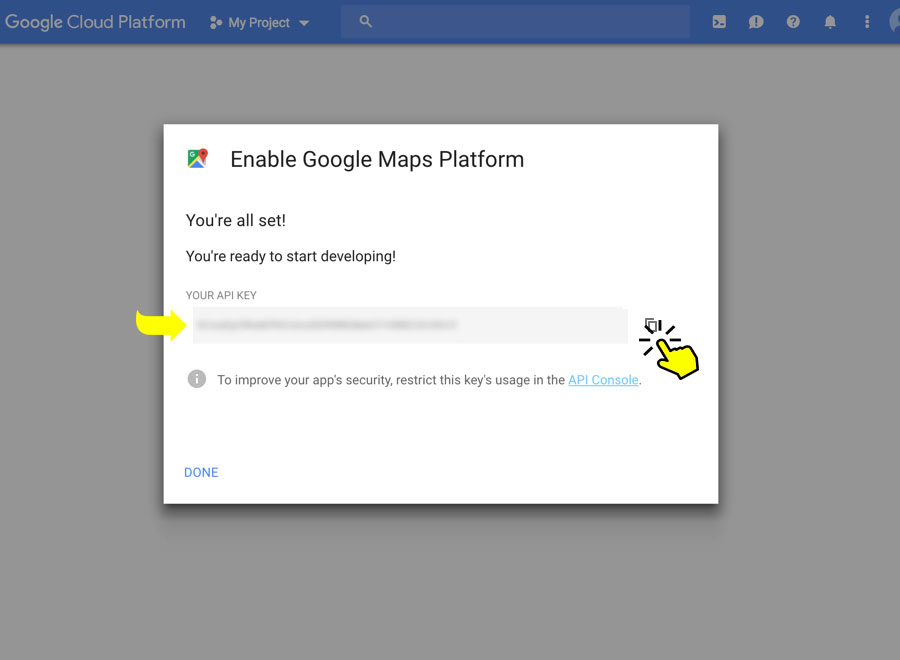 Google Cloud Platform My Project
Enable Google Maps Platform
You're all set!
You're ready to start developing!
YOUR API KEY
To improve your app's security, restrict this key's usage in the API Console.
DONE